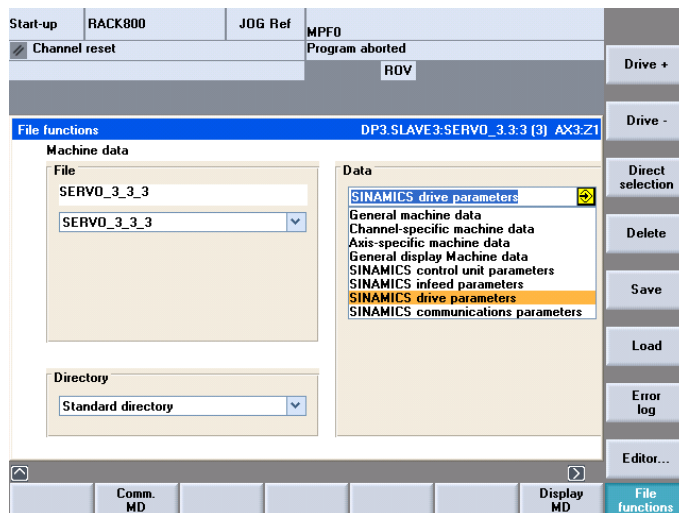 Start-up
RACK800
JOG Ref
MPF0
Channel reset
Program aborted
ROV
File functions
DP3.SLAVE3:SERVO_3.3:3 (3) AX3:Z1
Machine data
File
SERVO_3_3_3
SERVO_3_3_3
Data
SINAMICS drive parameters
General machine data
Channel-specific machine data
Axis-specific machine data
General display Machine data
SINAMICS control unit parameters
SINAMICS infeed parameters
SINAMICS drive parameters
SINAMICS communications parameters
Directory
Standard directory
Drive +
Drive -
Direct
selection
Delete
Save
Load
Error
log
Editor...
Comm.
MD
Display
MD
File
functions